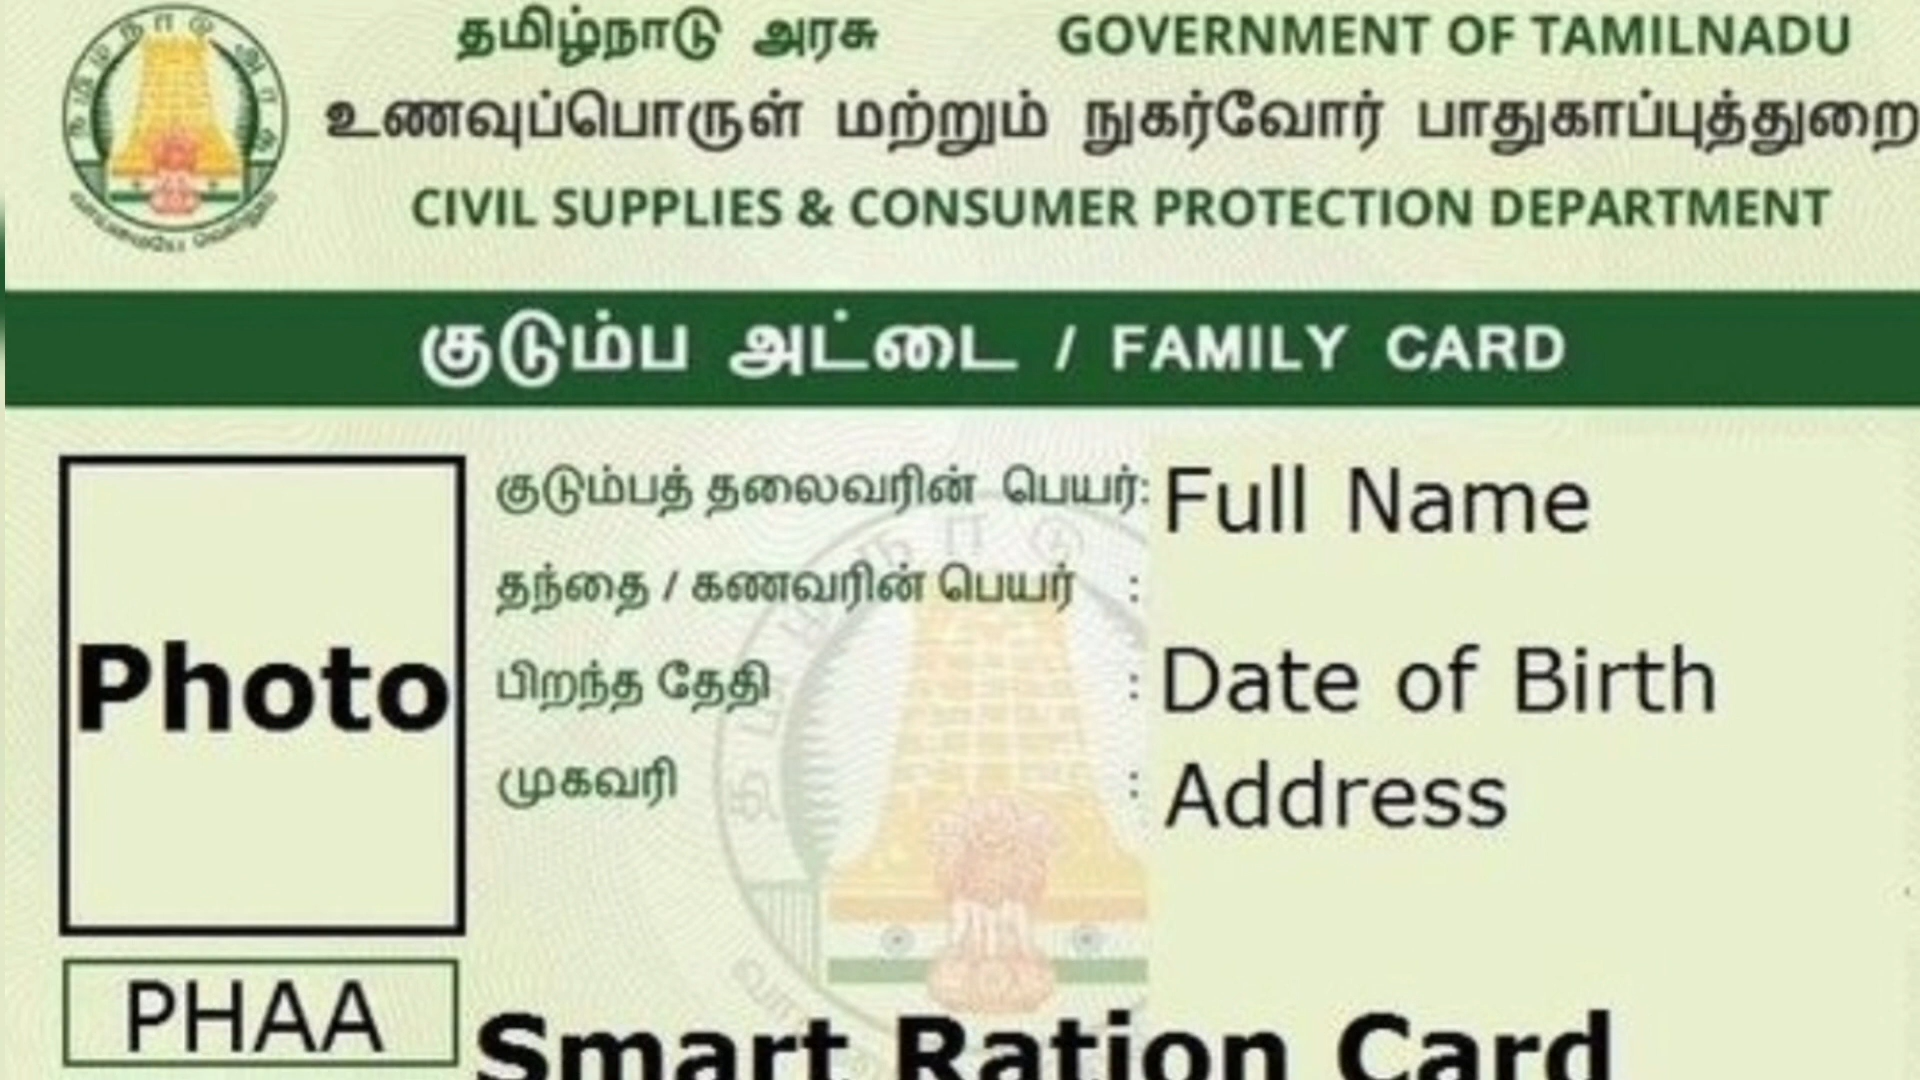 தமிழ்நாடு அரசு GOVERNMENT OF TAMILNADU
உணவுப்பொருள் மற்றும் நுகர்வோர் பாதுகாப்புத்துறை
CIVIL SUPPLIES & CONSUMER PROTECTION DEPARTMENT
குடும்ப அட்டை / FAMILY CARD
குடும்பத் தலைவரின் பெயர்: Full Name
தந்தை / கணவரின் பெயர் :
Photo
பிறந்த தேதி : Date of Birth
முகவரி : Address
PHAA
Smart Ration Card